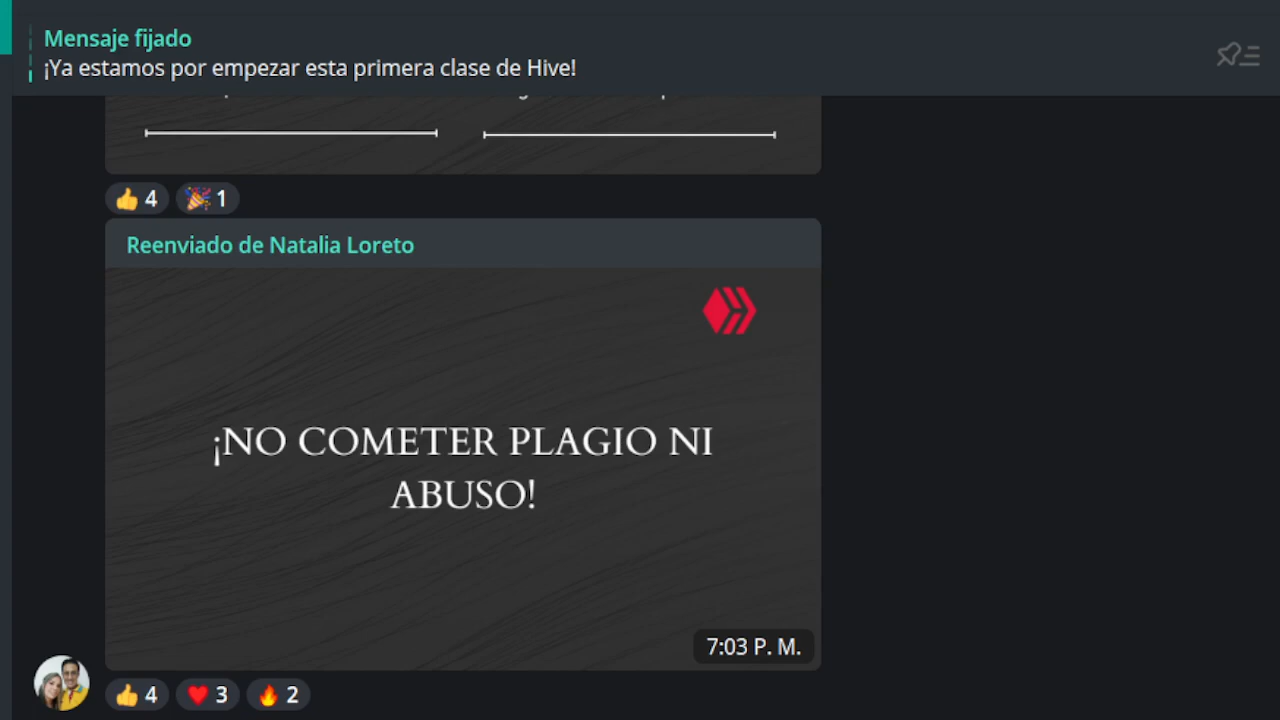 Mensaje fijado
¡Ya estamos por empezar esta primera clase de Hive!
4
1
Reenviado de Natalia Loreto
¡NO COMETER PLAGIO NI
ABUSO!
7:03 P. M.
4
3
2